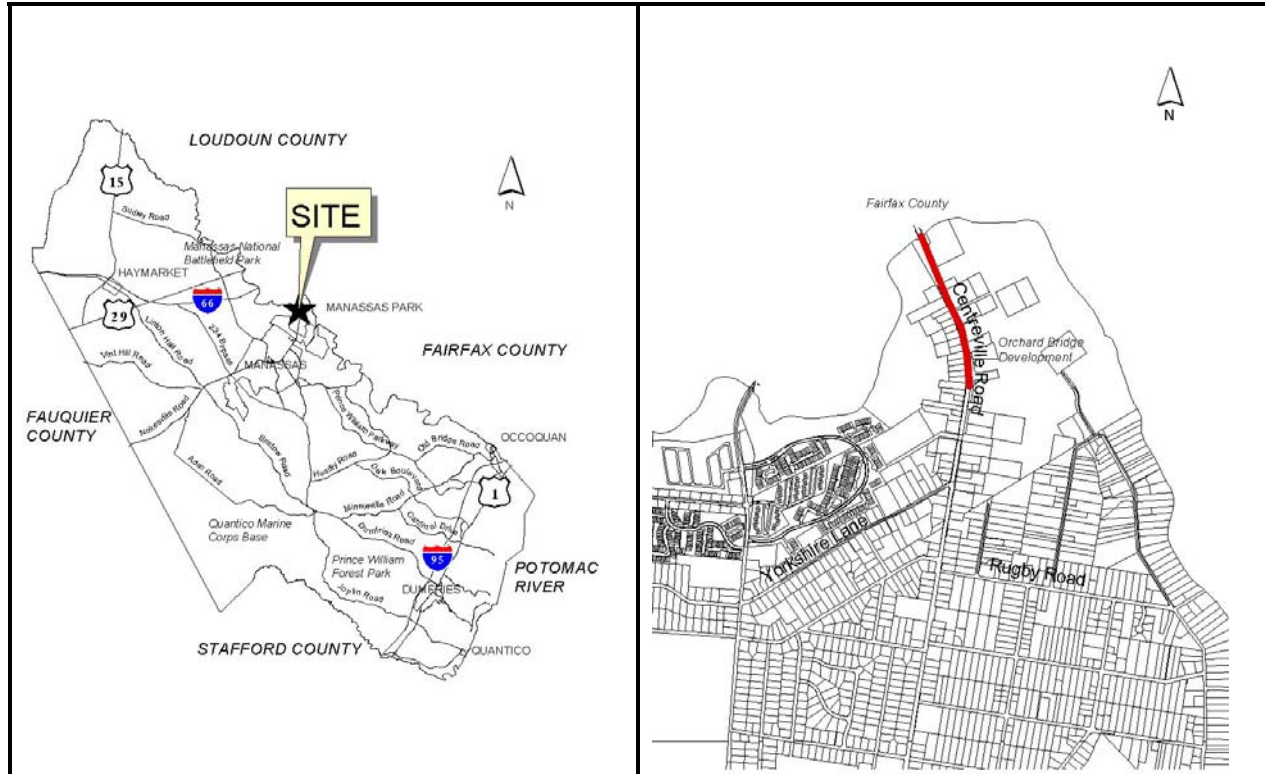 LOUDOUN COUNTY
15
N
SITE
Sudley Road
Manassas National
Battlefield Park
HAYMARKET
66
MANASSAS PARK
29
Linton Hall Road
234 Bypass
FAIRFAX COUNTY
Vint Hill Road
MANASSAS
FAUQUIER
COUNTY
Nokesville Road
Prince William Parkway
Old Bridge Road
OCCOQUAN
Bristow Road
Hoadly Road
Dale Boulevard
1
Aden Road
Minnieville Road
Cardinal Drive
Quantico Marine
Corps Base
Dumfries Road
Prince William
Forest Park
95
POTOMAC
RIVER
DUMFRIES
Joplin Road
STAFFORD COUNTY
QUANTICO
N
Fairfax County
Centreville Road
Orchard Bridge
Development
Yorkshire Lane
Rugby Road